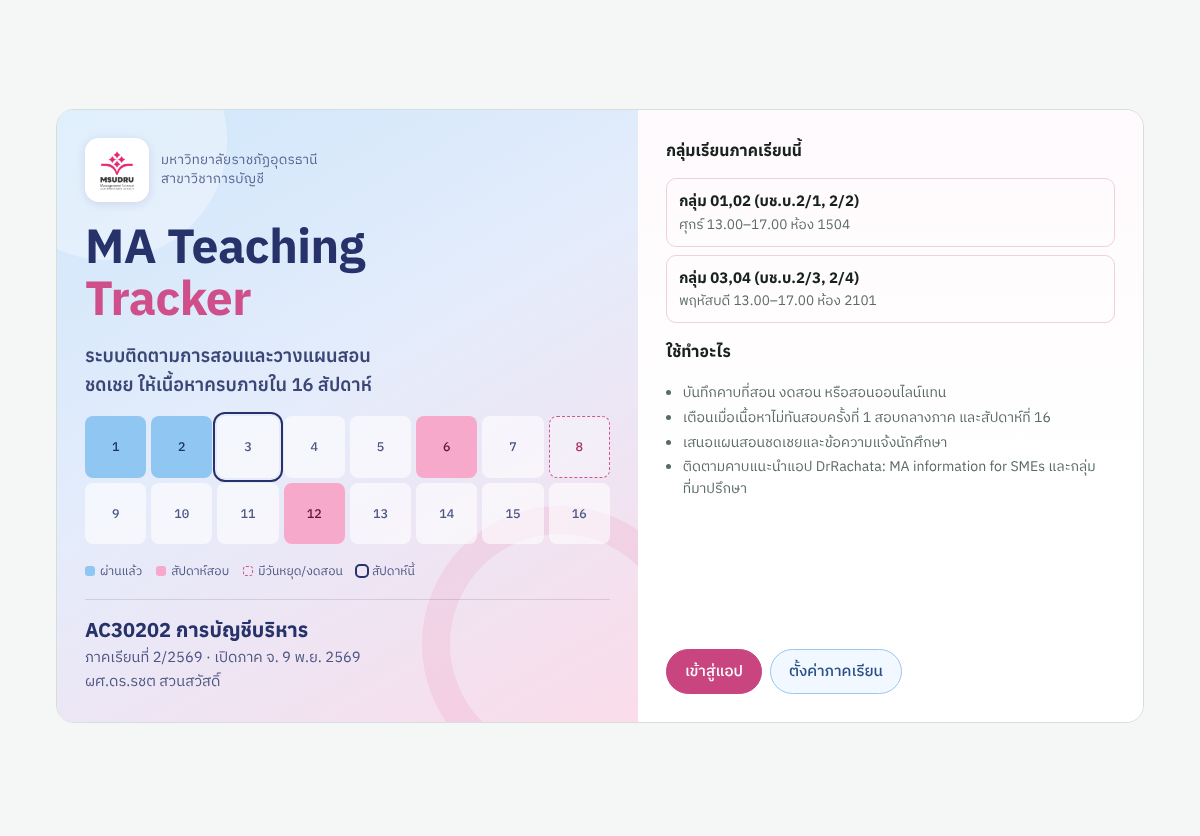 MSUDRU
มหาวิทยาลัยราชภัฏอุดรธานี
สาขาวิชาการบัญชี
MA Teaching
Tracker
ระบบติดตามการสอนและวางแผนสอน
ชดเชย ให้เนื้อหาครบภายใน 16 สัปดาห์
1 2 3 4 5 6 7 8
9 10 11 12 13 14 15 16
ผ่านแล้ว สัปดาห์สอบ มีวันหยุด/งดสอน สัปดาห์นี้
AC30202 การบัญชีบริหาร
ภาคเรียนที่ 2/2569 · เปิดภาค จ. 9 พ.ย. 2569
ผศ.ดร.รชต สวนสวัสดิ์
กลุ่มเรียนภาคเรียนนี้
กลุ่ม 01,02 (บช.บ.2/1, 2/2)
ศุกร์ 13.00–17.00 ห้อง 1504
กลุ่ม 03,04 (บช.บ.2/3, 2/4)
พฤหัสบดี 13.00–17.00 ห้อง 2101
ใช้ทำอะไร
บันทึกคาบที่สอน งดสอน หรือสอนออนไลน์แทน
เตือนเมื่อเนื้อหาไม่ทันสอบครั้งที่ 1 สอบกลางภาค และสัปดาห์ที่ 16
เสนอแผนสอนชดเชยและข้อความแจ้งนักศึกษา
ติดตามคาบแนะนำแอป DrRachata: MA information for SMEs และกลุ่ม
ที่มาปรึกษา
เข้าสู่แอป ตั้งค่าภาคเรียน